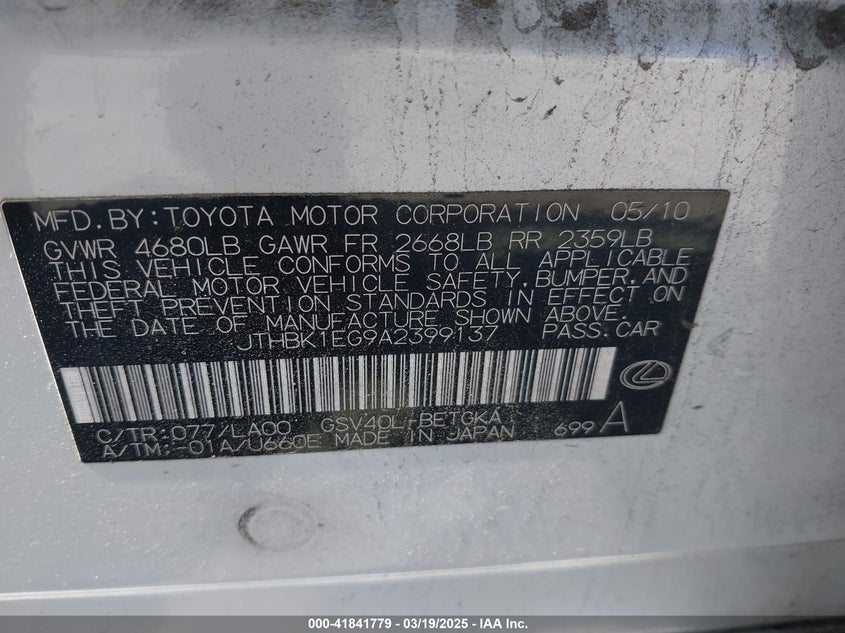 MFD.BY:TOYOTA MOTOR CORPORATION 05/10
GVWR 4680LB GAWR FR 2668LB RR 2359LB
THIS VEHICLE CONFORMS TO ALL APPLICABLE
FEDERAL MOTOR VEHICLE SAFETY,BUMPER,AND
THEFT PREVENTION STANDARDS IN EFFECT ON
THE DATE OF MANUFACTURE SHOWN ABOVE.
JTHBK1EG9A2399137 PASS.CAR
C/TR:077/LA00 GSV40L-BETGKA
A/TM:-01A/U660E MADE IN JAPAN 699 A
000-41841779 - 03/19/2025 - IAA Inc.